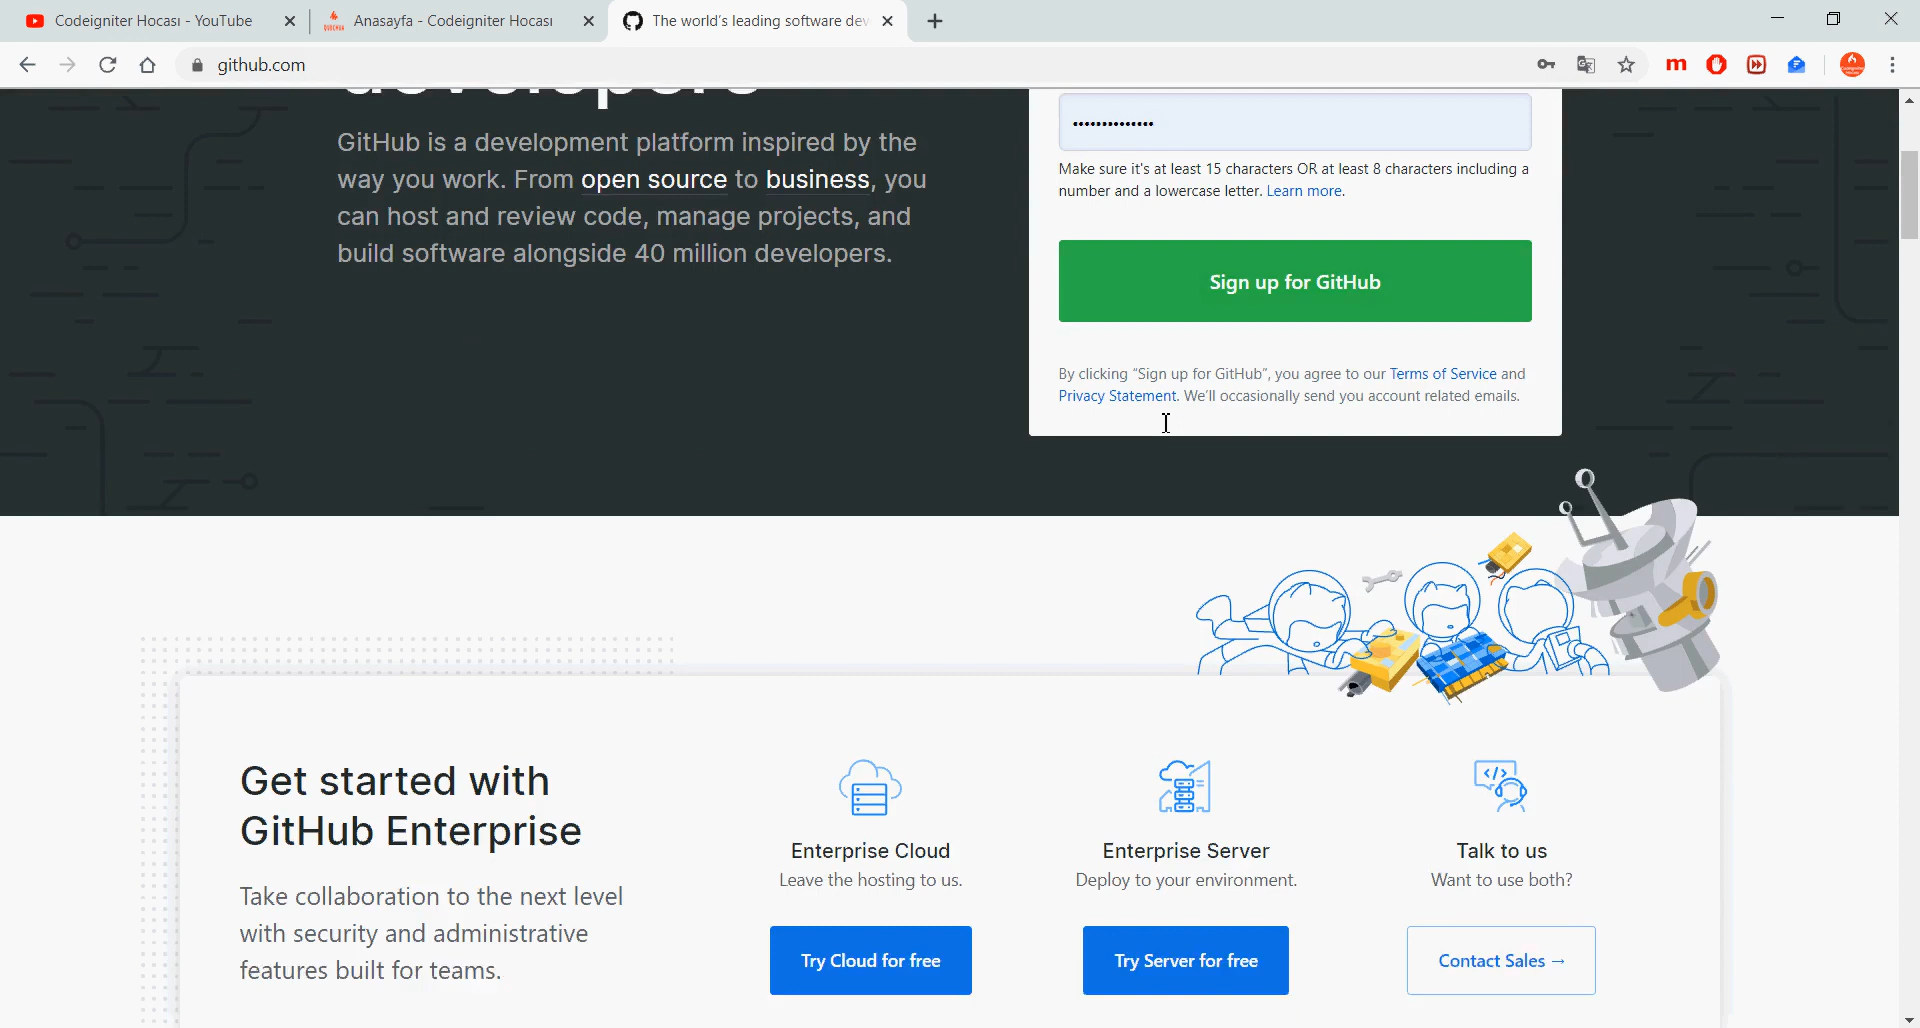 Codeigniter Hocası - YouTube
Anasayfa - Codeigniter Hocası
The world's leading software dev
github.com
developers
GitHub is a development platform inspired by the
way you work. From open source to business, you
can host and review code, manage projects, and
build software alongside 40 million developers.
••••••••••••••
Make sure it's at least 15 characters OR at least 8 characters including a
number and a lowercase letter. Learn more.
Sign up for GitHub
By clicking “Sign up for GitHub”, you agree to our Terms of Service and
Privacy Statement. We'll occasionally send you account related emails.
Get started with
GitHub Enterprise
Take collaboration to the next level
with security and administrative
features built for teams.
Enterprise Cloud
Leave the hosting to us.
Try Cloud for free
Enterprise Server
Deploy to your environment.
Try Server for free
Talk to us
Want to use both?
Contact Sales →